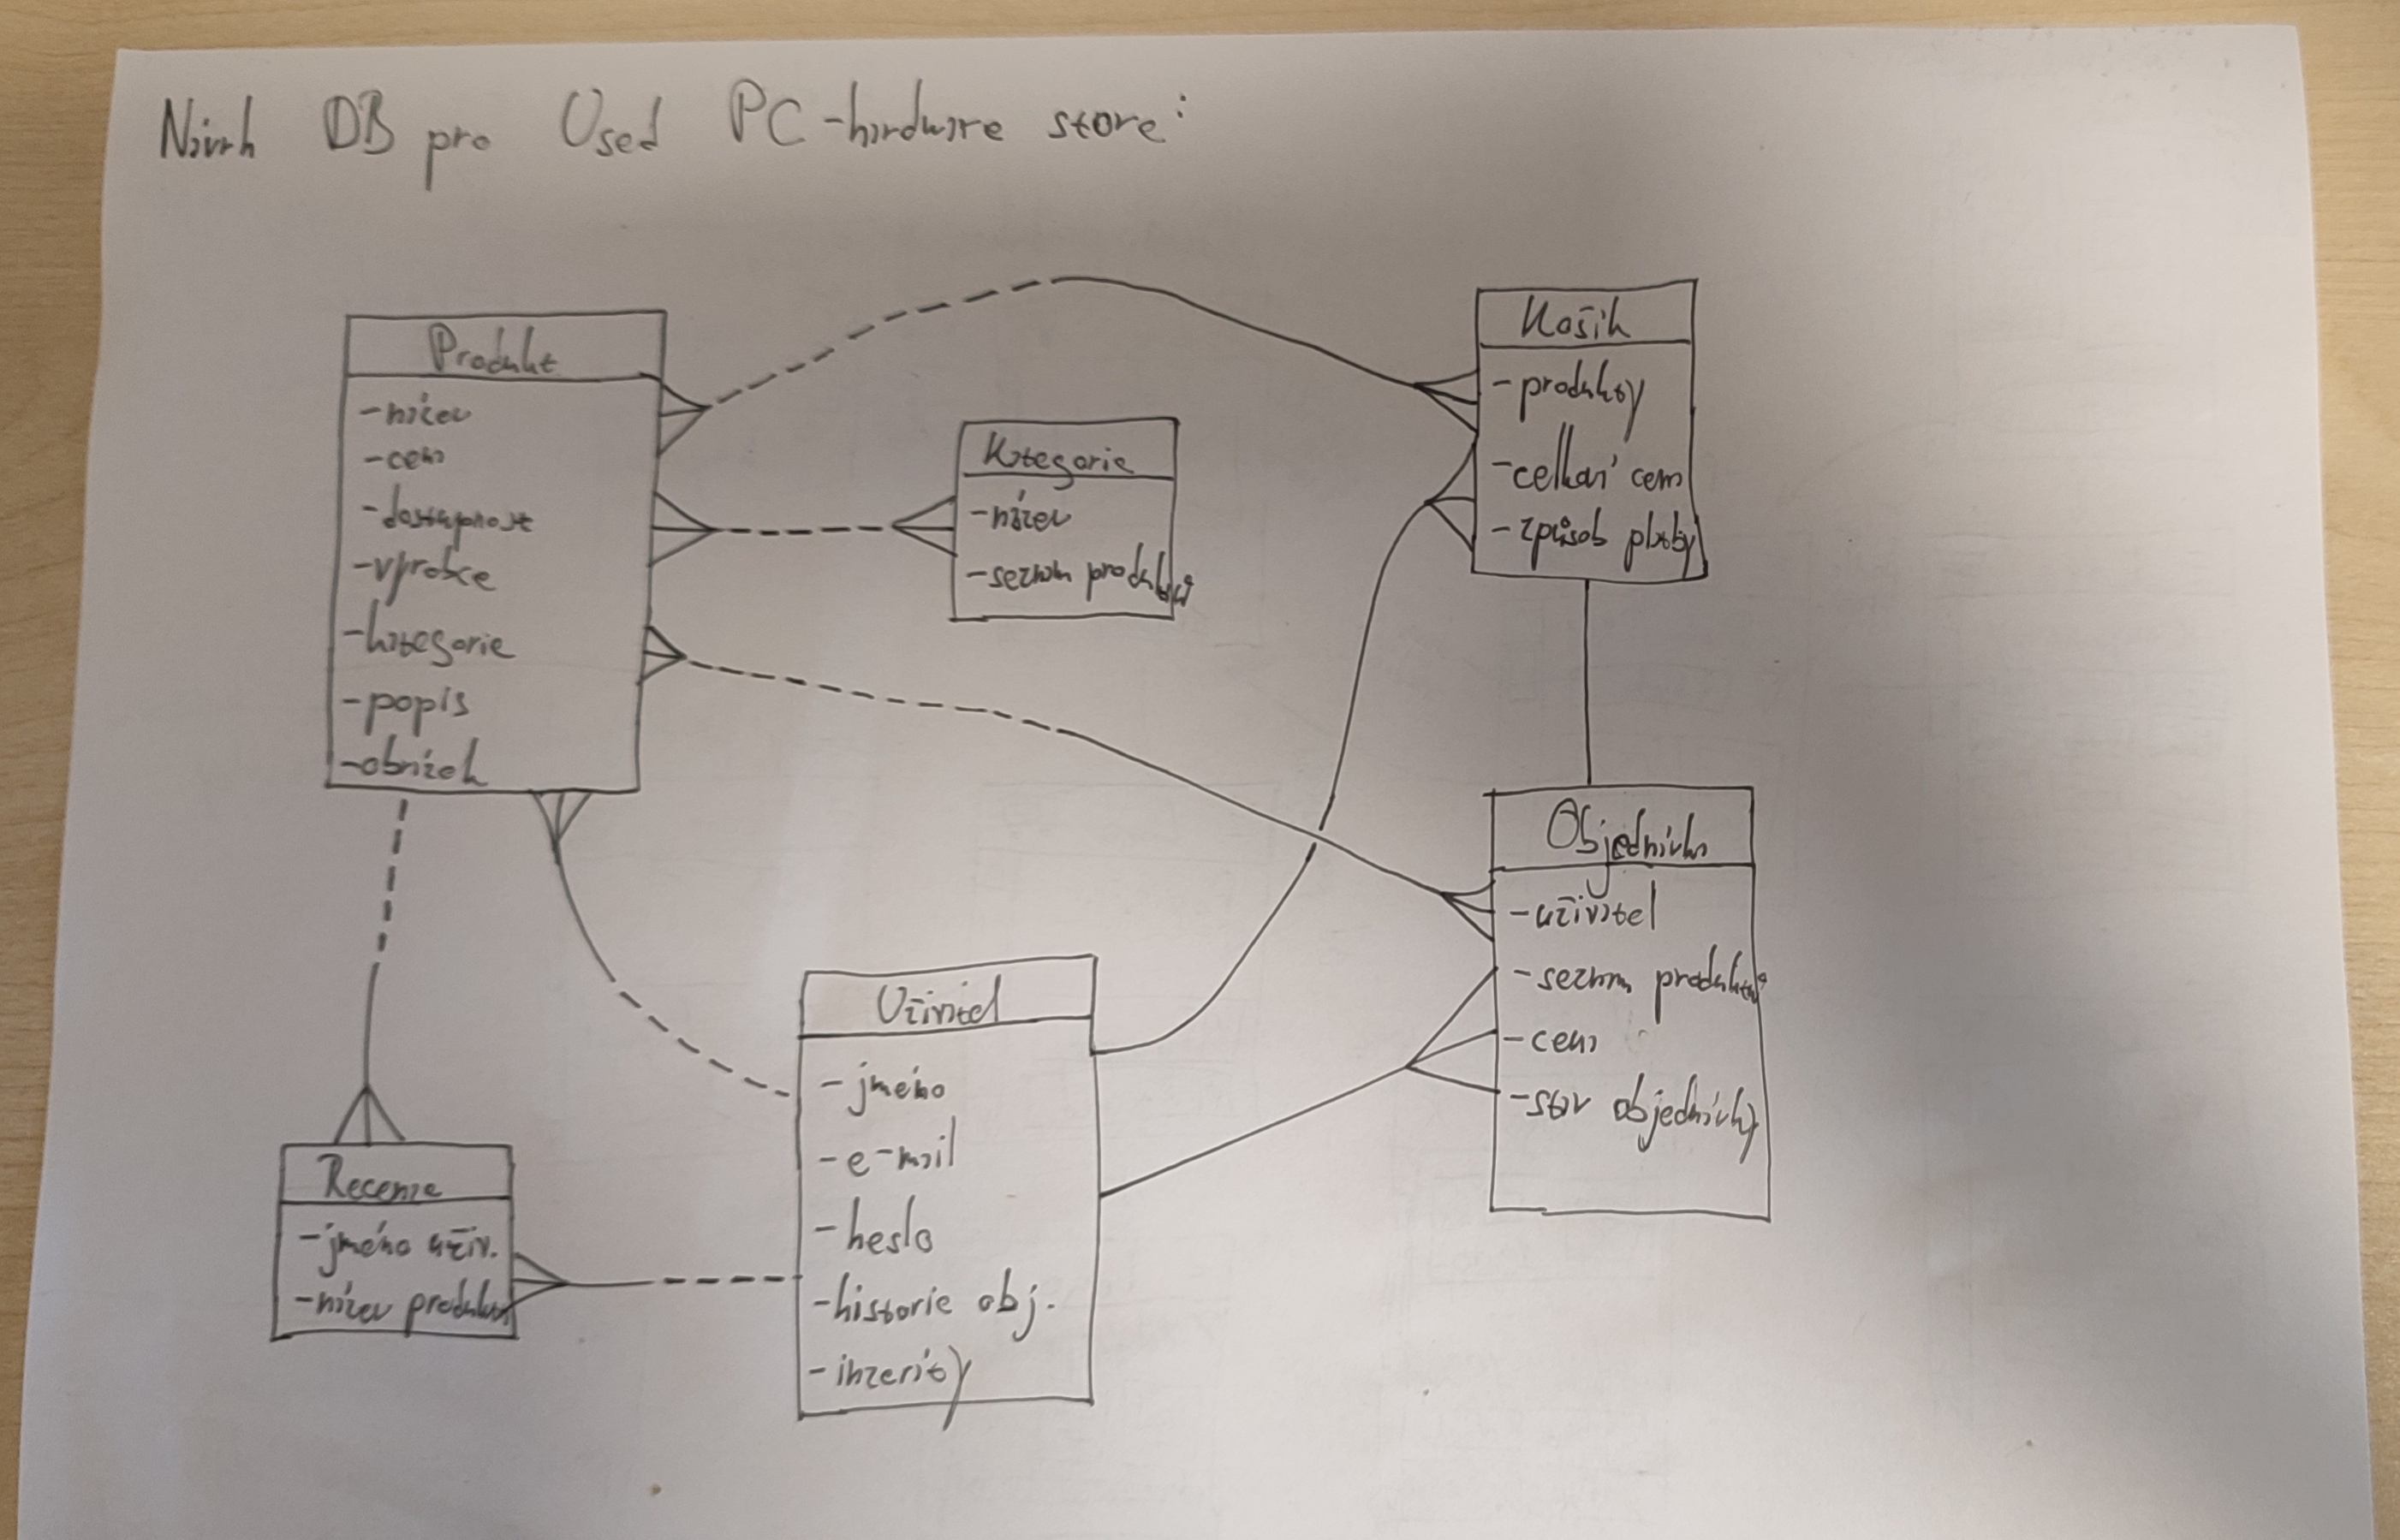 Návrh DB pro Used PC-hardware store:
Produkt
-název
-cena
-dostupnost
-výrobce
-kategorie
-popis
-obrázek
Kategorie
-název
-seznam produktů
Košík
-produkty
-celková cena
-způsob platby
Objednávka
-uživatel
-seznam produktů
-cena
-stav objednávky
Uživatel
-jméno
-e-mail
-heslo
-historie obj.
-inzeráty
Recenze
-jméno uživ.
-název produktu